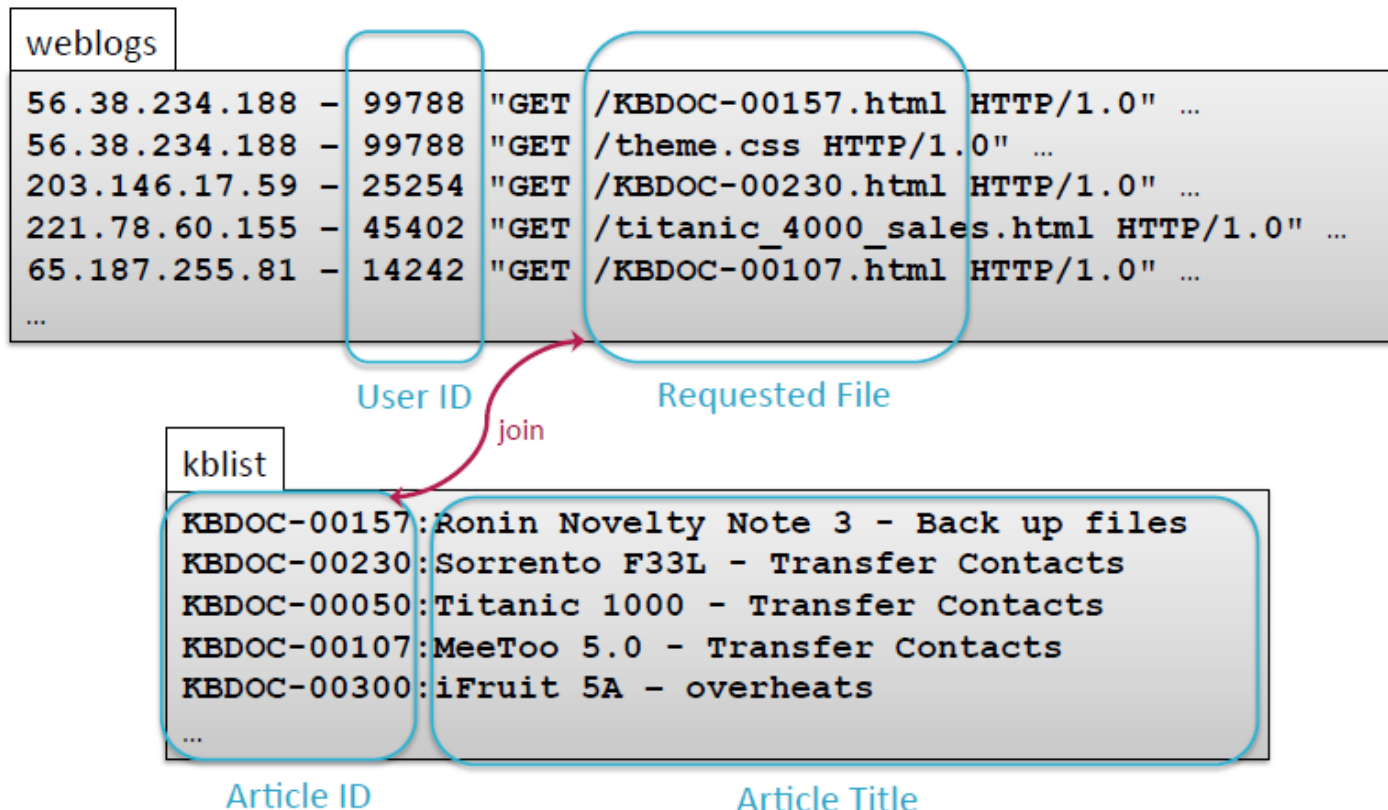 weblogs
56.38.234.188 – 99788 "GET /KBDOC-00157.html HTTP/1.0" …
56.38.234.188 – 99788 "GET /theme.css HTTP/1.0" …
203.146.17.59 – 25254 "GET /KBDOC-00230.html HTTP/1.0" …
221.78.60.155 – 45402 "GET /titanic_4000_sales.html HTTP/1.0" …
65.187.255.81 – 14242 "GET /KBDOC-00107.html HTTP/1.0" …
…
User ID Requested File
join
kblist
KBDOC-00157:Ronin Novelty Note 3 - Back up files
KBDOC-00230:Sorrento F33L - Transfer Contacts
KBDOC-00050:Titanic 1000 - Transfer Contacts
KBDOC-00107:MeeToo 5.0 - Transfer Contacts
KBDOC-00300:iFruit 5A – overheats
…
Article ID Article Title